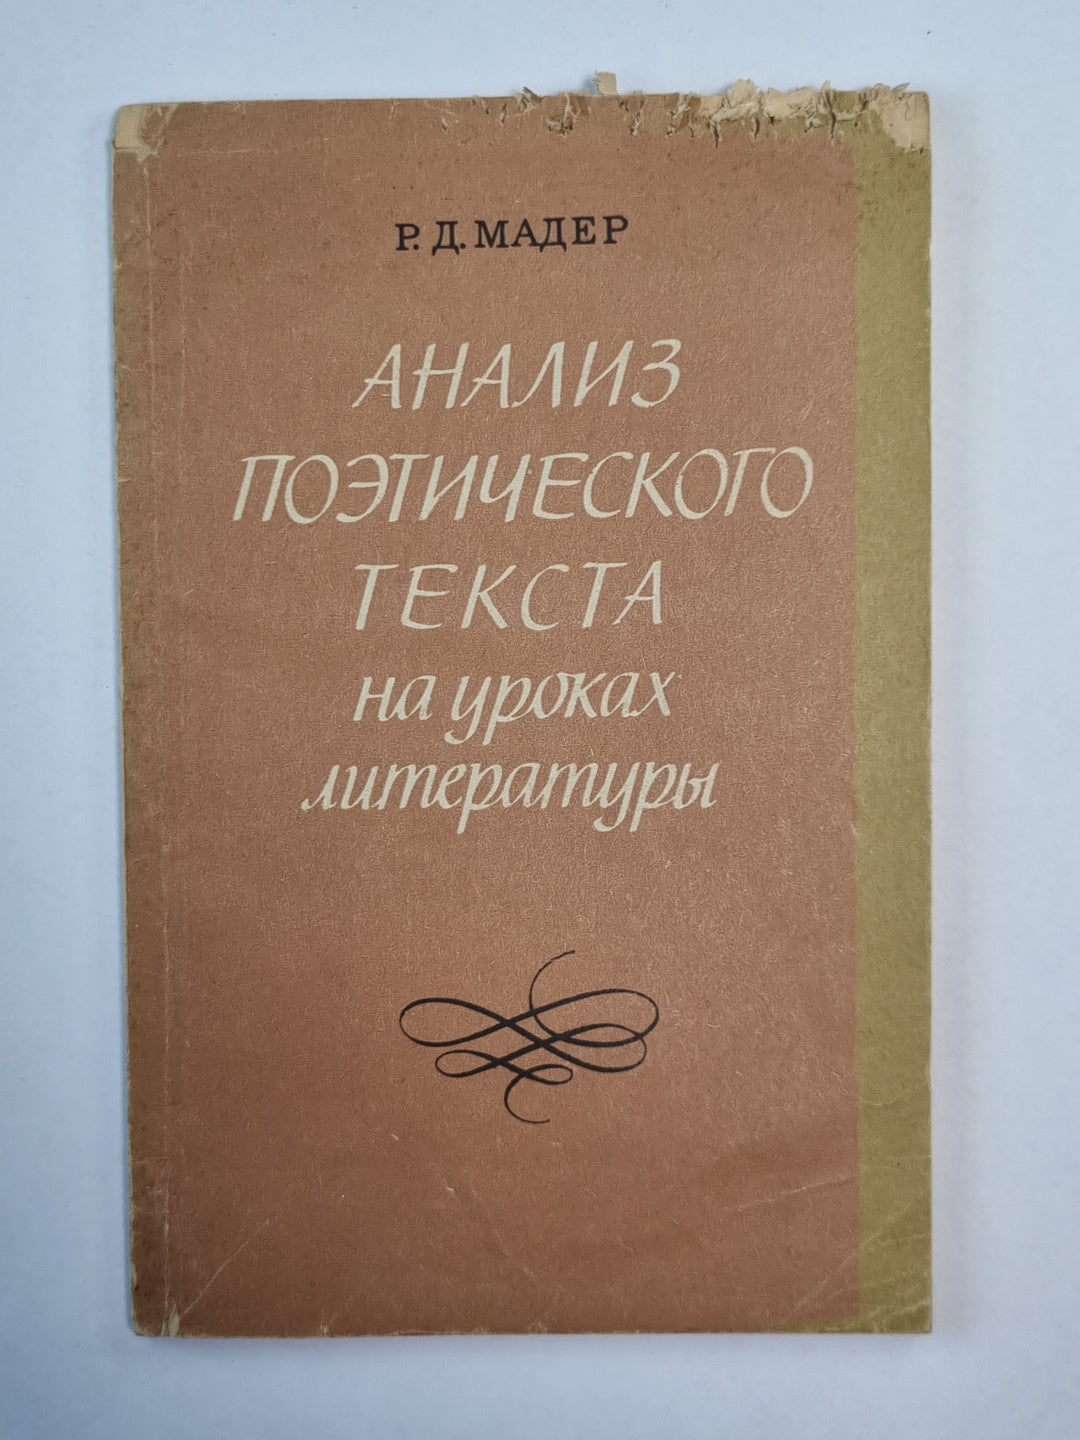 Р. Д. МАДЕР
АНАЛИЗ
ПОЭТИЧЕСКОГО
ТЕКСТА
на уроках
литературы